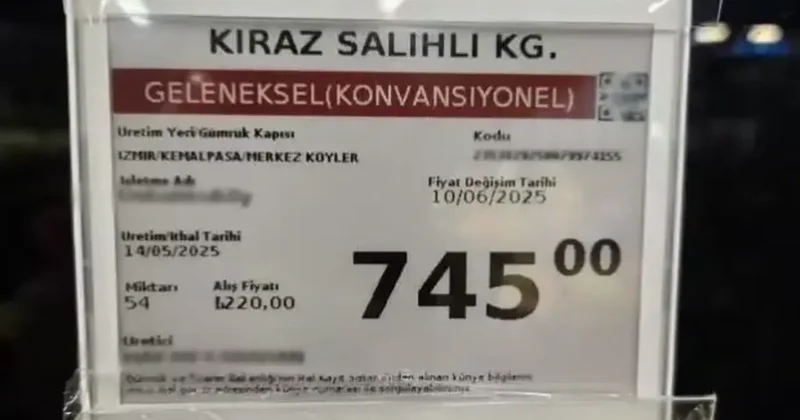 KIRAZ SALIHLI KG.
GELENEKSEL(KONVANSIYONEL)
Uretim Yeri/Gümruk Kapısı
Kodu
IZMIR/KEMALPASA/MERKEZ KOYLER
Isletme Adı
Fiyat Değişim Tarihi
10/06/2025
Uretim/Ithal Tarihi
14/05/2025
745 00
Miktarı
Alış Fiyatı
54
₺220,00
Uretici